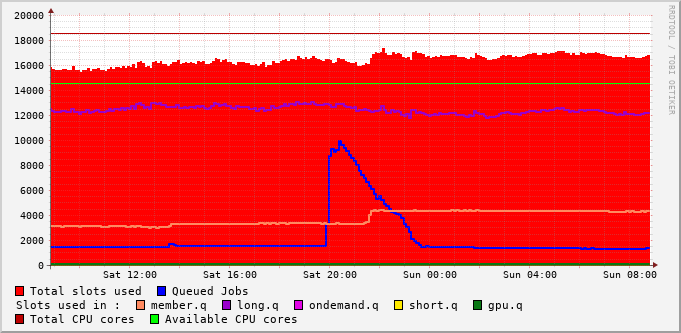 20000
18000
16000
14000
12000
10000
8000
6000
4000
2000
0
Sat 12:00 Sat 16:00 Sat 20:00 Sun 00:00 Sun 04:00 Sun 08:00
Total slots used Queued Jobs
Slots used in : member.q long.q ondemand.q short.q gpu.q
Total CPU cores Available CPU cores
RRDTOOL / TOBI OETIKER